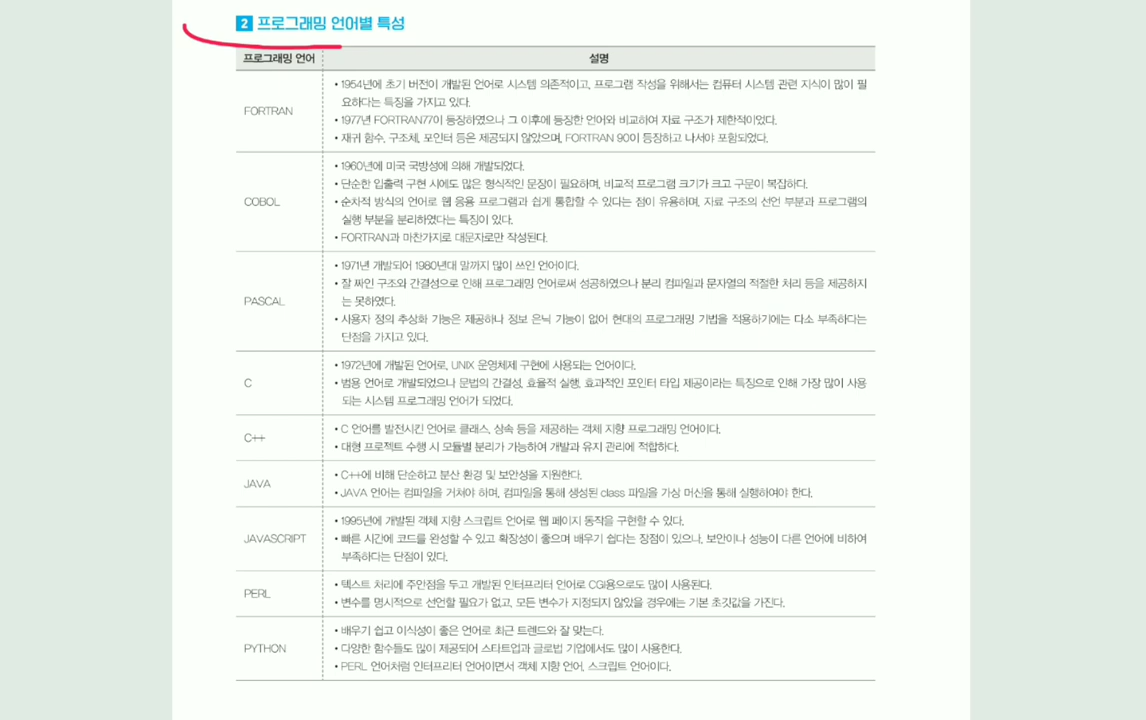 2 프로그래밍 언어별 특성
프로그래밍 언어 설명
FORTRAN
• 1954년에 초기 버전이 개발된 언어로 시스템 의존적이고, 프로그램 작성을 위해서는 컴퓨터 시스템 관련 지식이 많이 필
요하다는 특징을 가지고 있다.
• 1977년 FORTRAN77이 등장하였으나 그 이후에 등장한 언어와 비교하여 자료 구조가 제한적이었다.
• 재귀 함수, 구조체, 포인터 등은 제공되지 않았으며, FORTRAN 90이 등장하고 나서야 포함되었다.
COBOL
• 1960년에 미국 국방성에 의해 개발되었다.
• 단순한 입출력 구현 시에도 많은 형식적인 문장이 필요하며, 비교적 프로그램 크기가 크고 구문이 복잡하다.
• 순차적 방식의 언어로 웹 응용 프로그램과 쉽게 통합할 수 있다는 점이 유용하며, 자료 구조의 선언 부분과 프로그램의
실행 부분을 분리하였다는 특징이 있다.
• FORTRAN과 마찬가지로 대문자로만 작성된다.
PASCAL
• 1971년 개발되어 1980년대 말까지 많이 쓰인 언어이다.
• 잘 짜인 구조와 간결성으로 인해 프로그래밍 언어로써 성공하였으나 분리 컴파일과 문자열의 적절한 처리 등을 제공하지
는 못하였다.
• 사용자 정의 추상화 기능은 제공하나 정보 은닉 기능이 없어 현대의 프로그래밍 기법을 적용하기에는 다소 부족하다는
단점을 가지고 있다.
C
• 1972년에 개발된 언어로, UNIX 운영체제 구현에 사용되는 언어이다.
• 범용 언어로 개발되었으나 문법의 간결성, 효율적 실행, 효과적인 포인터 타입 제공이라는 특징으로 인해 가장 많이 사용
되는 시스템 프로그래밍 언어가 되었다.
C++
• C 언어를 발전시킨 언어로 클래스, 상속 등을 제공하는 객체 지향 프로그래밍 언어이다.
• 대형 프로젝트 수행 시 모듈별 분리가 가능하여 개발과 유지 관리에 적합하다.
JAVA
• C++에 비해 단순하고 분산 환경 및 보안성을 지원한다.
• JAVA 언어는 컴파일을 거쳐야 하며, 컴파일을 통해 생성된 class 파일을 가상 머신을 통해 실행하여야 한다.
JAVASCRIPT
• 1995년에 개발된 객체 지향 스크립트 언어로 웹 페이지 동작을 구현할 수 있다.
• 빠른 시간에 코드를 완성할 수 있고 확장성이 좋으며 배우기 쉽다는 장점이 있으나, 보안이나 성능이 다른 언어에 비하여
부족하다는 단점이 있다.
PERL
• 텍스트 처리에 주안점을 두고 개발된 인터프리터 언어로 CGI용으로도 많이 사용된다.
• 변수를 명시적으로 선언할 필요가 없고, 모든 변수가 지정되지 않았을 경우에는 기본 초깃값을 가진다.
PYTHON
• 배우기 쉽고 이식성이 좋은 언어로 최근 트렌드와 잘 맞는다.
• 다양한 함수들도 많이 제공되어 스타트업과 글로법 기업에서도 많이 사용한다.
• PERL 언어처럼 인터프리터 언어이면서 객체 지향 언어, 스크립트 언어이다.